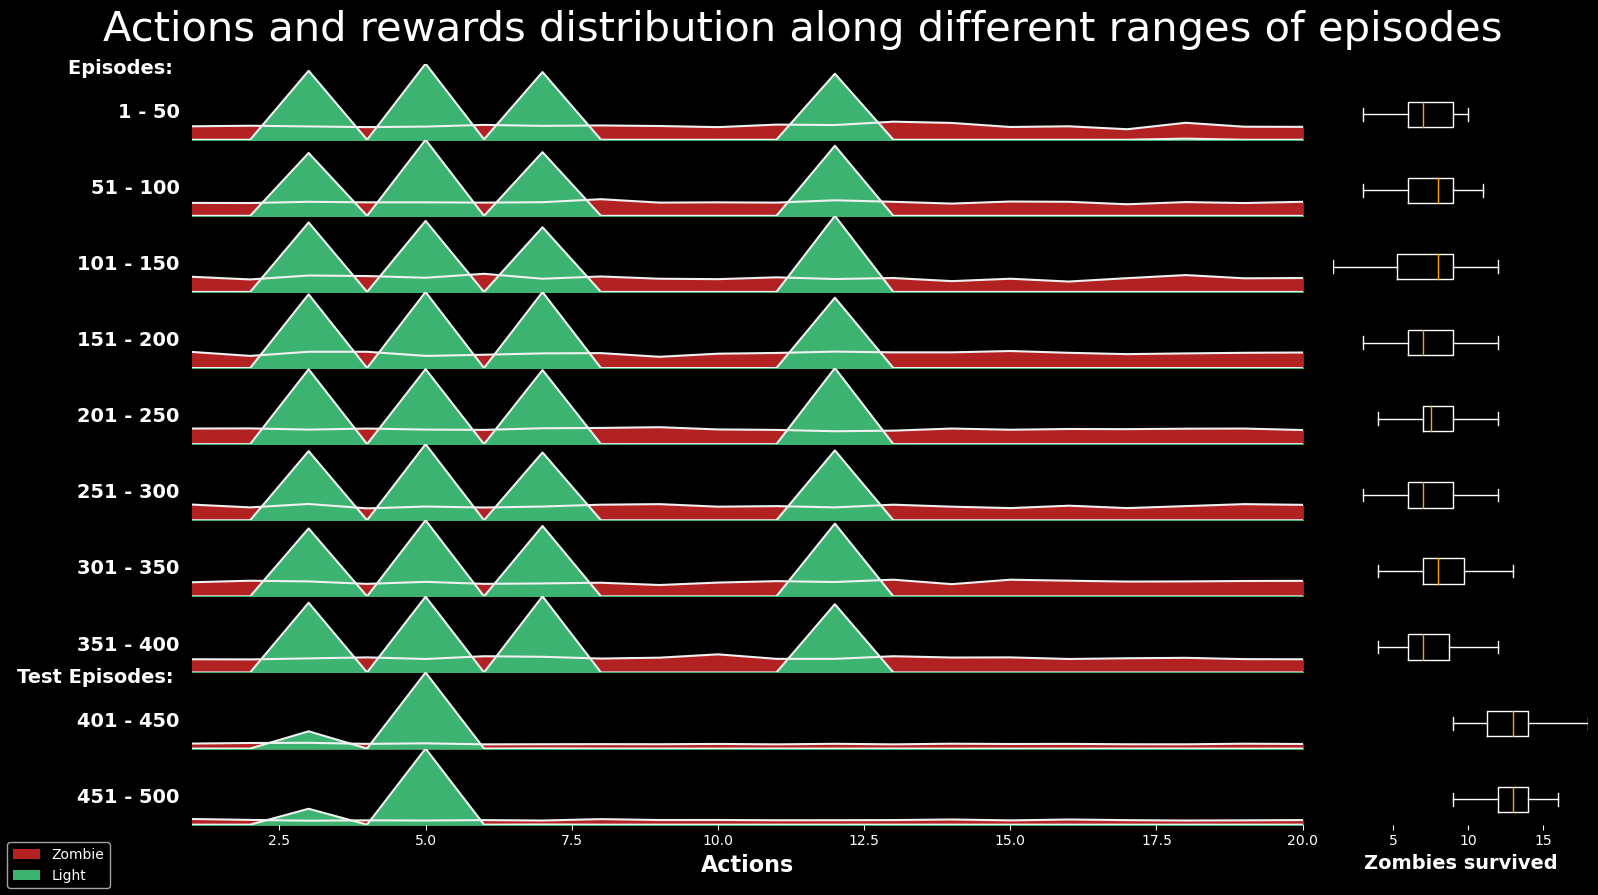 Actions and rewards distribution along different ranges of episodes
Episodes:
1 - 50
51 - 100
101 - 150
151 - 200
201 - 250
251 - 300
301 - 350
351 - 400
Test Episodes:
401 - 450
451 - 500
2.5 5.0 7.5 10.0 12.5 15.0 17.5 20.0
5 10 15
Actions
Zombies survived
Zombie
Light